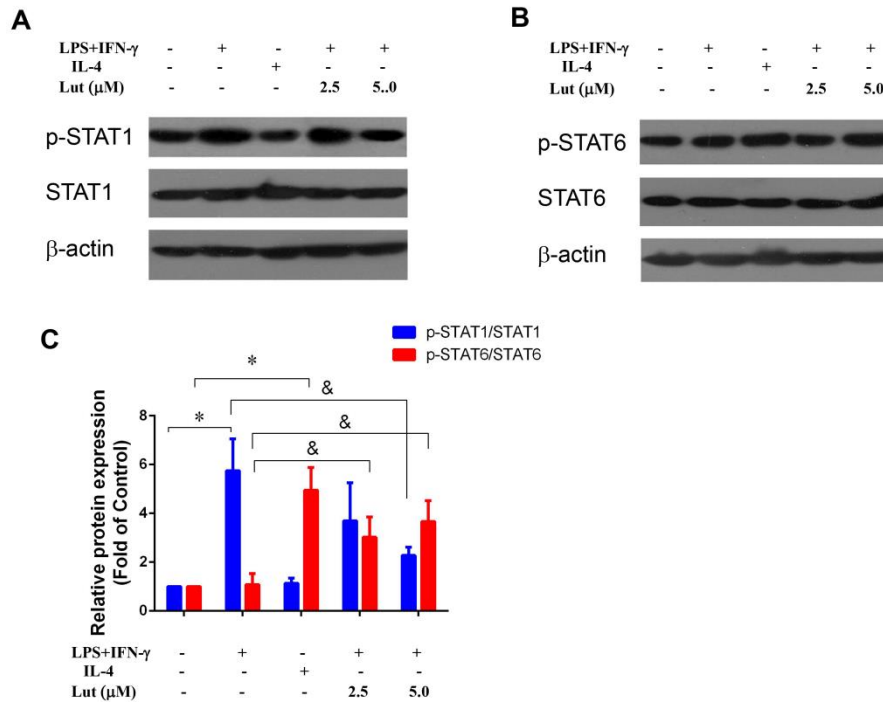 A
LPS+IFN-γ - + - + +
IL-4 - - + - -
Lut (μM) - - - 2.5 5..0
p-STAT1
STAT1
β-actin
B
LPS+IFN-γ - + - + +
IL-4 - - + - -
Lut (μM) - - - 2.5 5.0
p-STAT6
STAT6
β-actin
C
p-STAT1/STAT1
p-STAT6/STAT6
* &
* &
&
Relative protein expression
(Fold of Control)
8
6
4
2
0
LPS+IFN-γ - + - + +
IL-4 - - + - -
Lut (μM) - - - 2.5 5.0